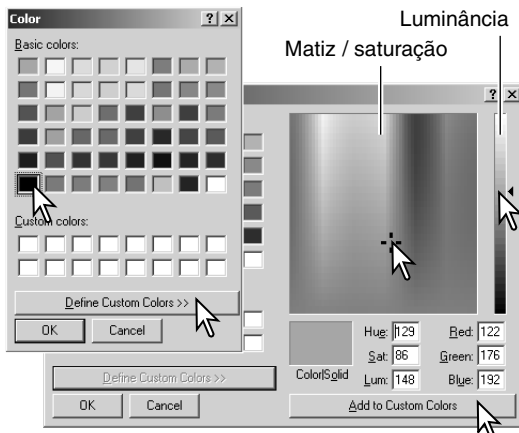 Luminância
Matiz / saturação
Color
Basic colors:
Custom colors:
Define Custom Colors >>
OK Cancel
Hue: 129 Red: 122
Sat: 86 Green: 176
Color|Solid Lum: 148 Blue: 192
Define Custom Colors >>
OK Cancel Add to Custom Colors